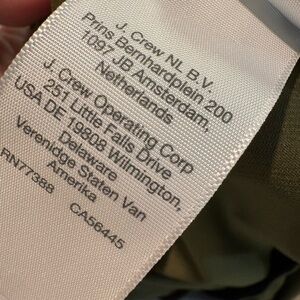 J. Crew NL B.V.
Prins Bernhardplein 200
1097 JB Amsterdam,
Netherlands
J. Crew Operating Corp
251 Little Falls Drive
USA DE 19808 Wilmington,
Delaware
Verenidge Staten Van
Amerika
RN77388 CA56445